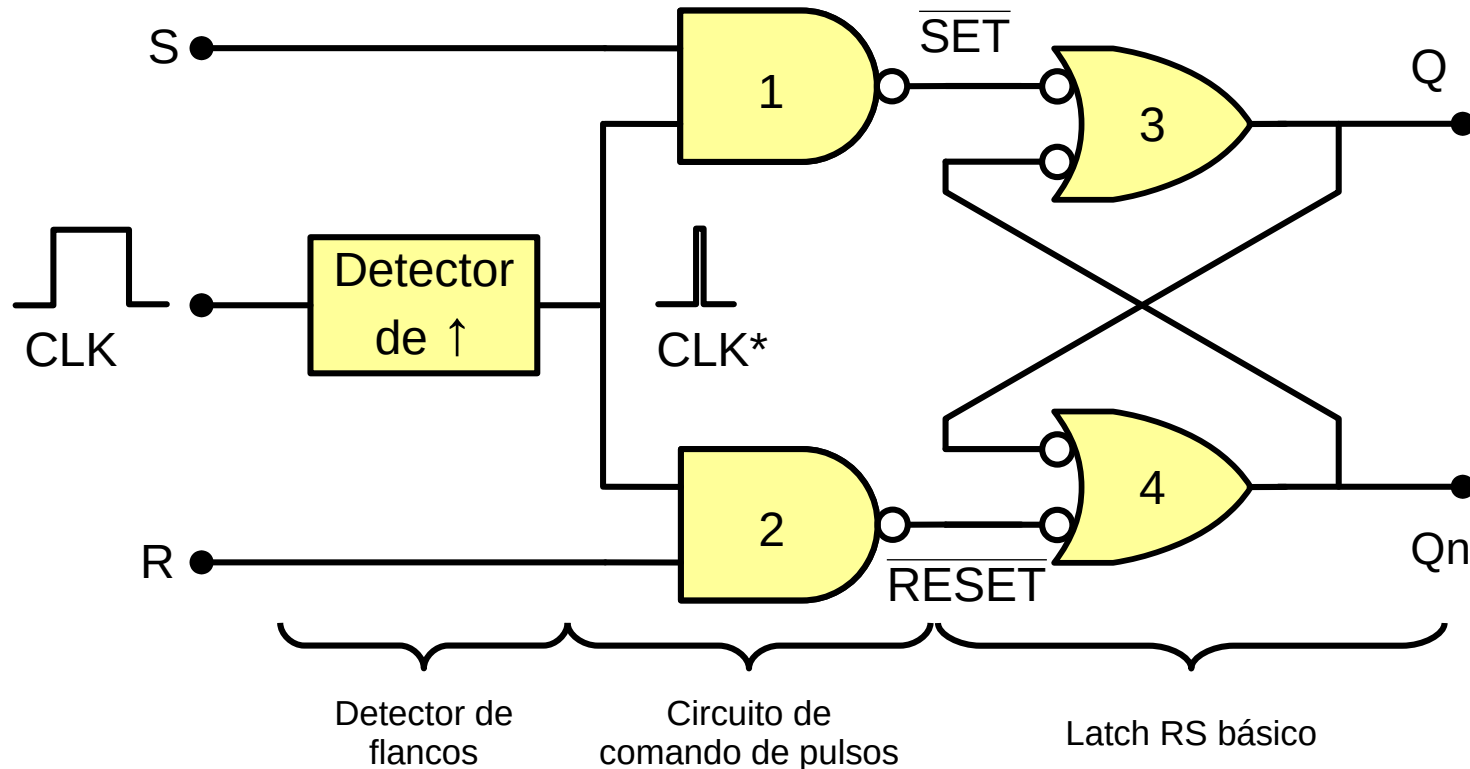 S
1
SET
3
Q
Detector
de ↑
CLK
CLK*
R
2
RESET
4
Qn
Detector de
flancos
Circuito de
comando de pulsos
Latch RS básico